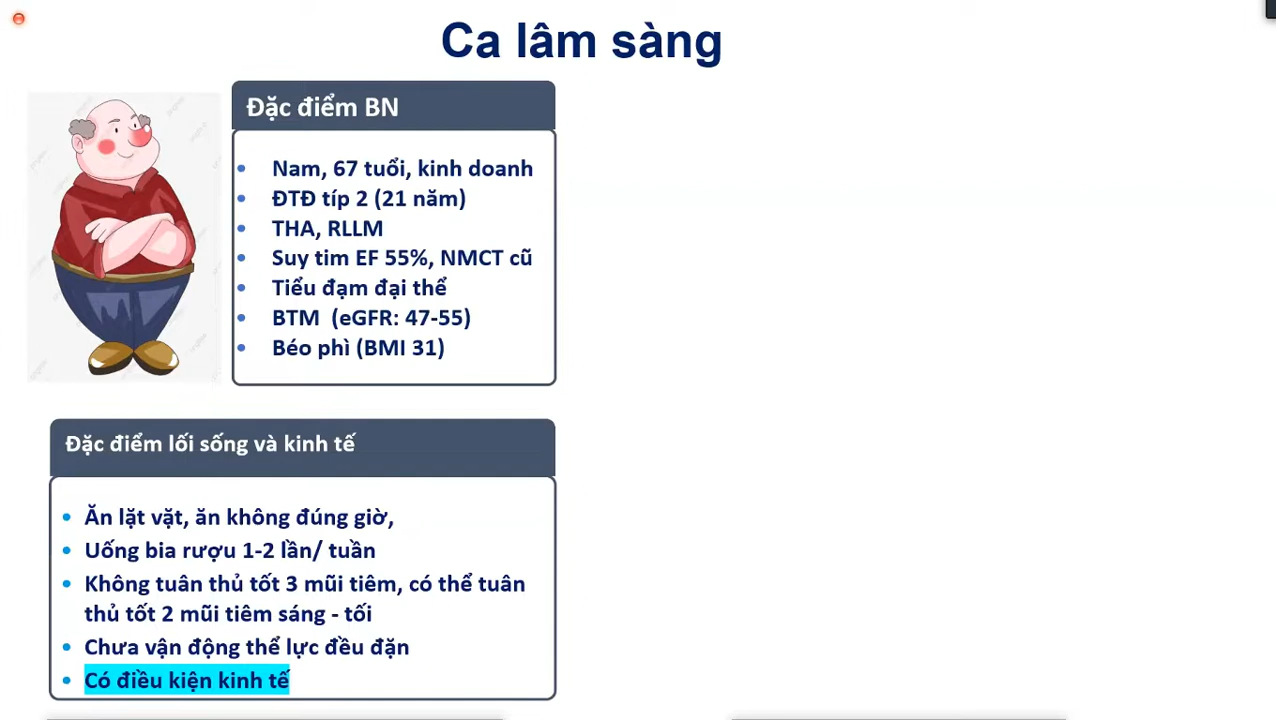 Ca lâm sàng
Đặc điểm BN
Nam, 67 tuổi, kinh doanh
ĐTĐ típ 2 (21 năm)
THA, RLLM
Suy tim EF 55%, NMCT cũ
Tiểu đạm đại thể
BTM (eGFR: 47-55)
Béo phì (BMI 31)
Đặc điểm lối sống và kinh tế
Ăn lặt vặt, ăn không đúng giờ,
Uống bia rượu 1-2 lần/ tuần
Không tuân thủ tốt 3 mũi tiêm, có thể tuân
thủ tốt 2 mũi tiêm sáng - tối
Chưa vận động thể lực đều đặn
Có điều kiện kinh tế